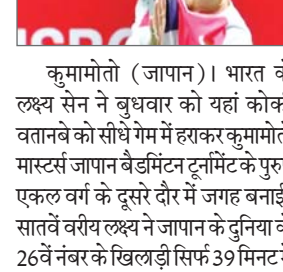 कुमामोतो (जापान)। भारत के
लक्ष्य सेन ने बुधवार को यहां कोकी
वतानबे को सीधे गेम में हराकर कुमामोतो
मास्टर्स जापान बैडमिंटन टूर्नामेंट के पुरु
एकल वर्ग के दूसरे दौर में जगह बनाई
सातवें वरीय लक्ष्य ने जापान के दुनिया के
26वें नंबर के खिलाड़ी सिर्फ 39 मिनट में